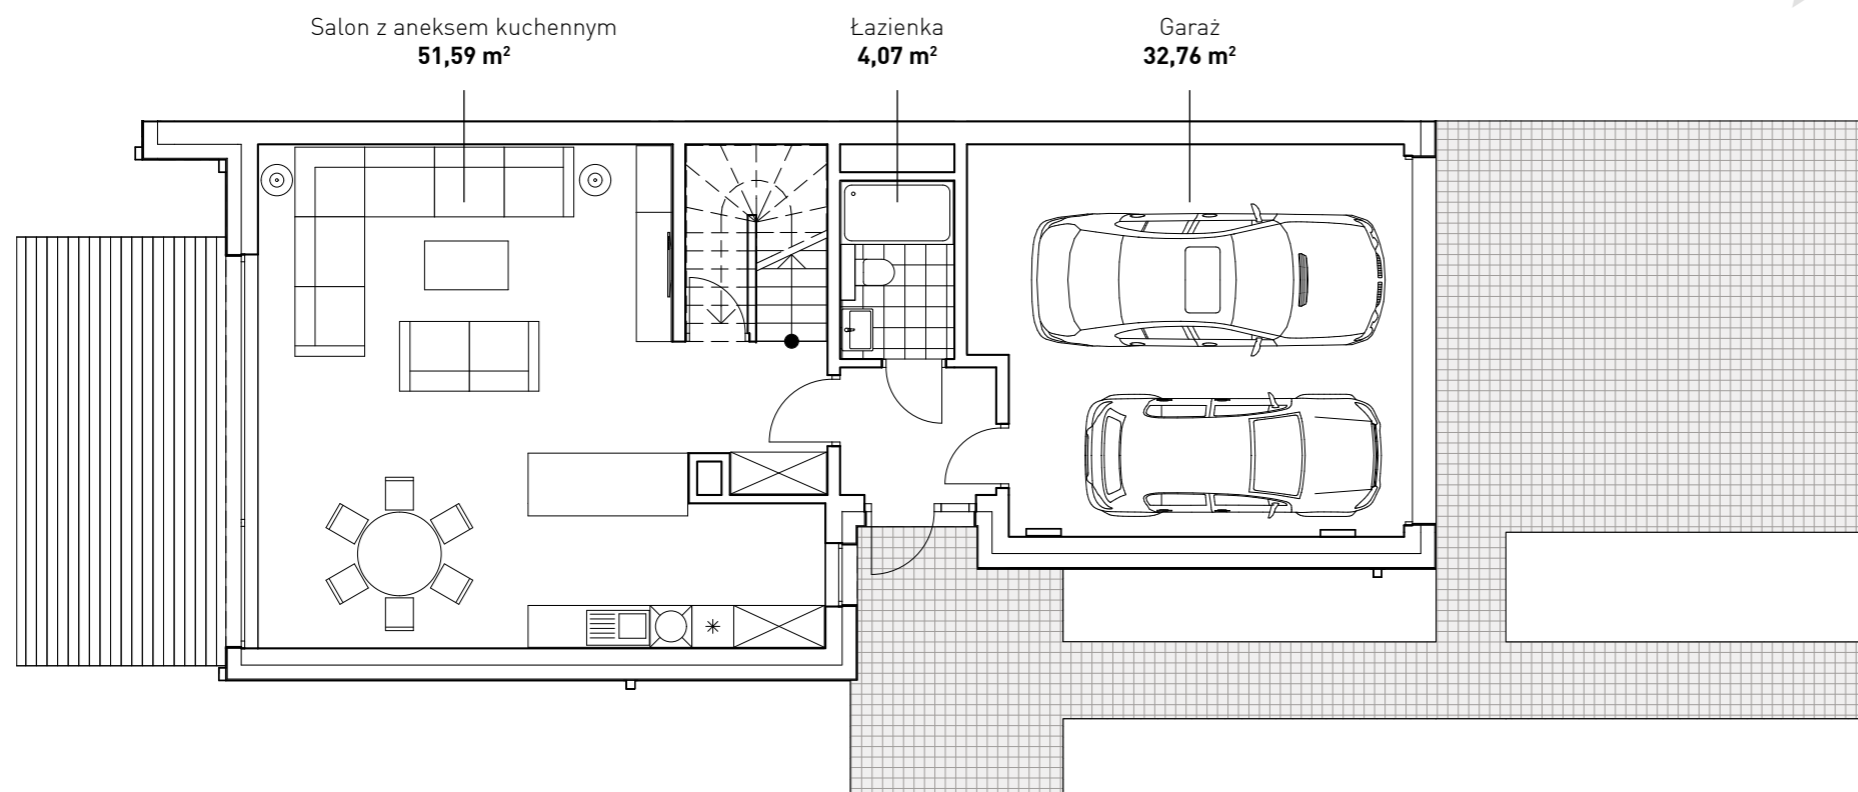 Salon z aneksem kuchennym
51,59 m²
Łazienka
4,07 m²
Garaż
32,76 m²